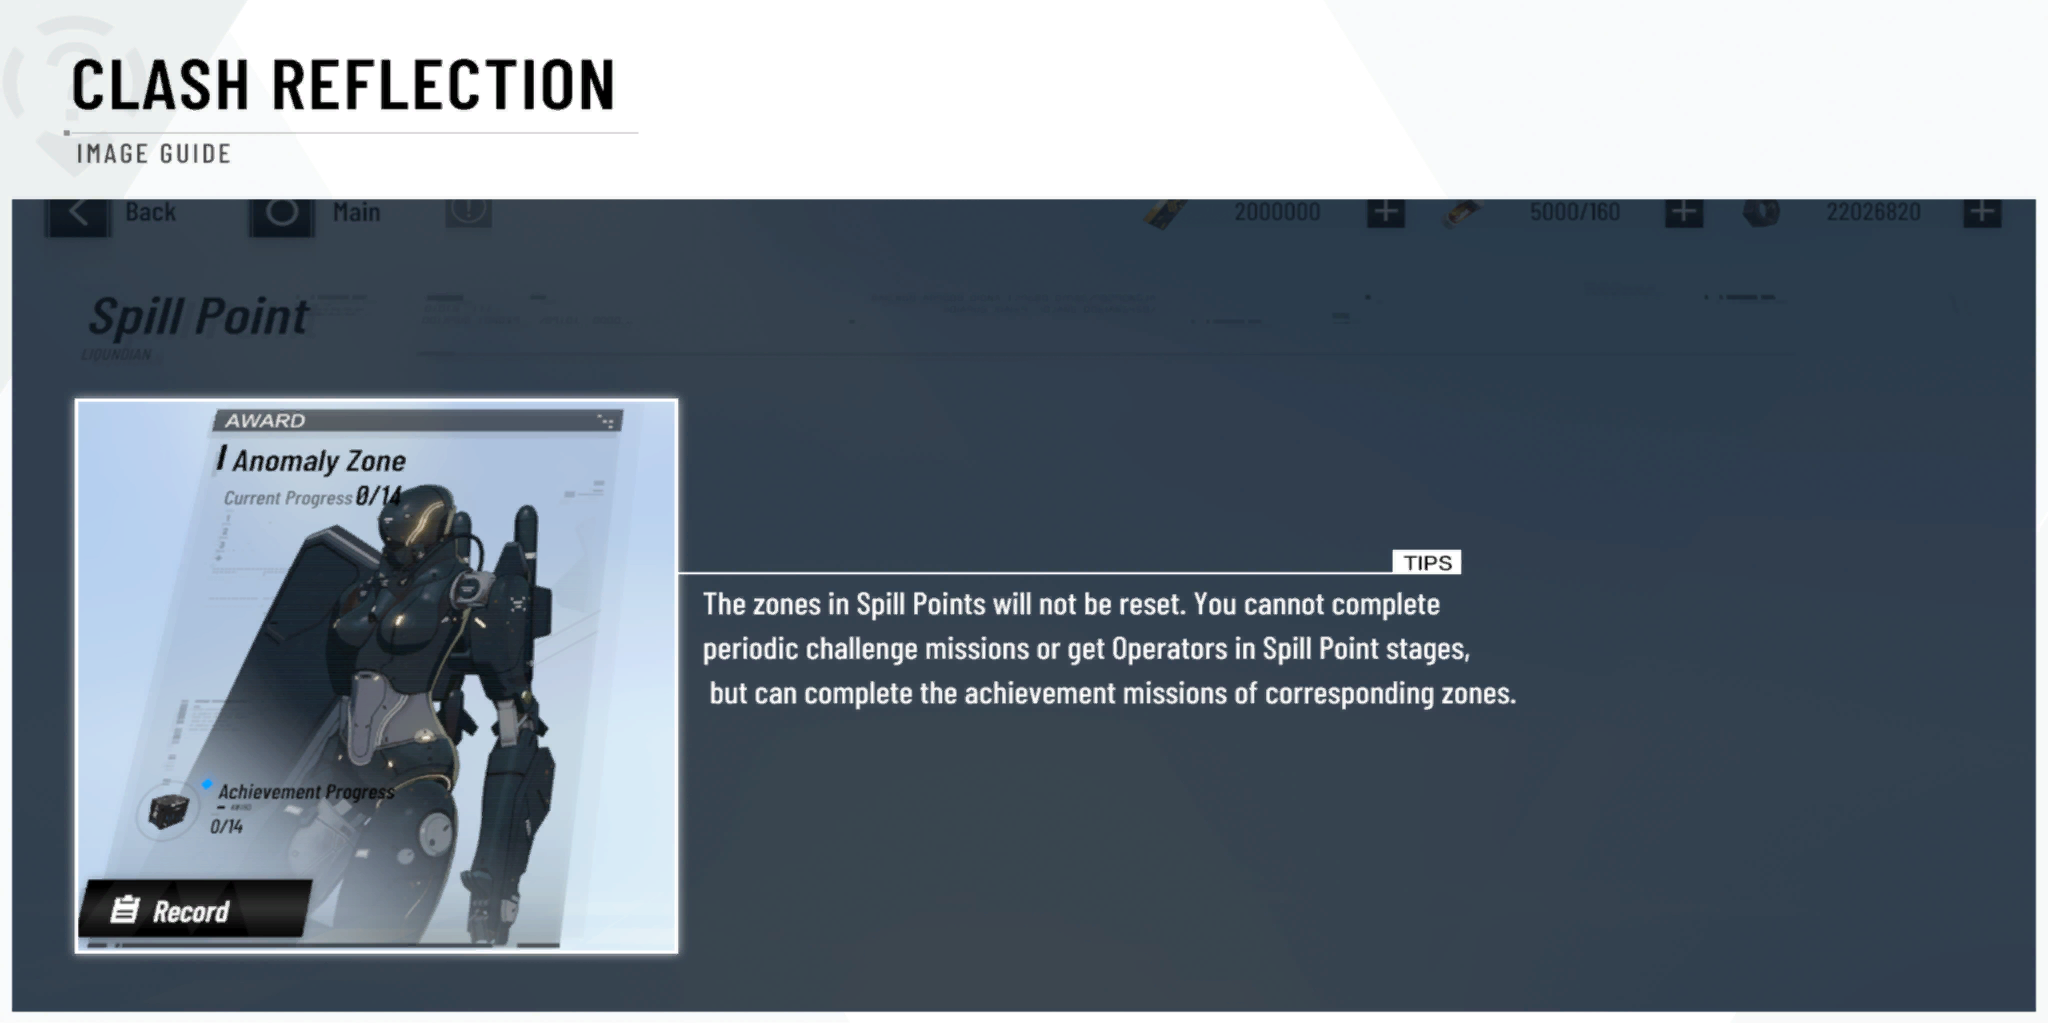 CLASH REFLECTION
IMAGE GUIDE
Back
Main
2000000
5000/160
22026820
Spill Point
LIQUNDIAN
AWARD
Anomaly Zone
Current Progress 0/14
TIPS
The zones in Spill Points will not be reset. You cannot complete
periodic challenge missions or get Operators in Spill Point stages,
but can complete the achievement missions of corresponding zones.
Achievement Progress
0/14
Record